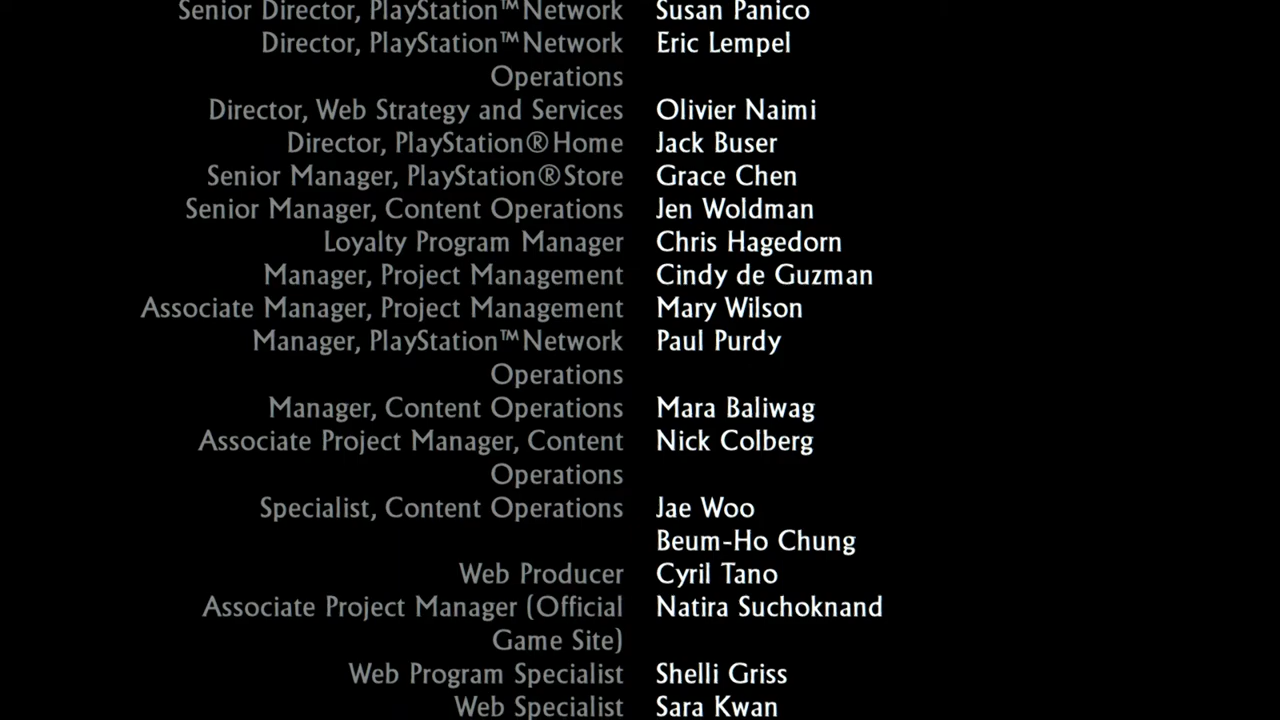 Senior Director, PlayStation™Network Susan Panico
Director, PlayStation™Network Eric Lempel
Operations
Director, Web Strategy and Services Olivier Naimi
Director, PlayStation®Home Jack Buser
Senior Manager, PlayStation®Store Grace Chen
Senior Manager, Content Operations Jen Woldman
Loyalty Program Manager Chris Hagedorn
Manager, Project Management Cindy de Guzman
Associate Manager, Project Management Mary Wilson
Manager, PlayStation™Network Paul Purdy
Operations
Manager, Content Operations Mara Baliwag
Associate Project Manager, Content Nick Colberg
Operations
Specialist, Content Operations Jae Woo
Beum-Ho Chung
Web Producer Cyril Tano
Associate Project Manager (Official Natira Suchoknand
Game Site)
Web Program Specialist Shelli Griss
Web Specialist Sara Kwan